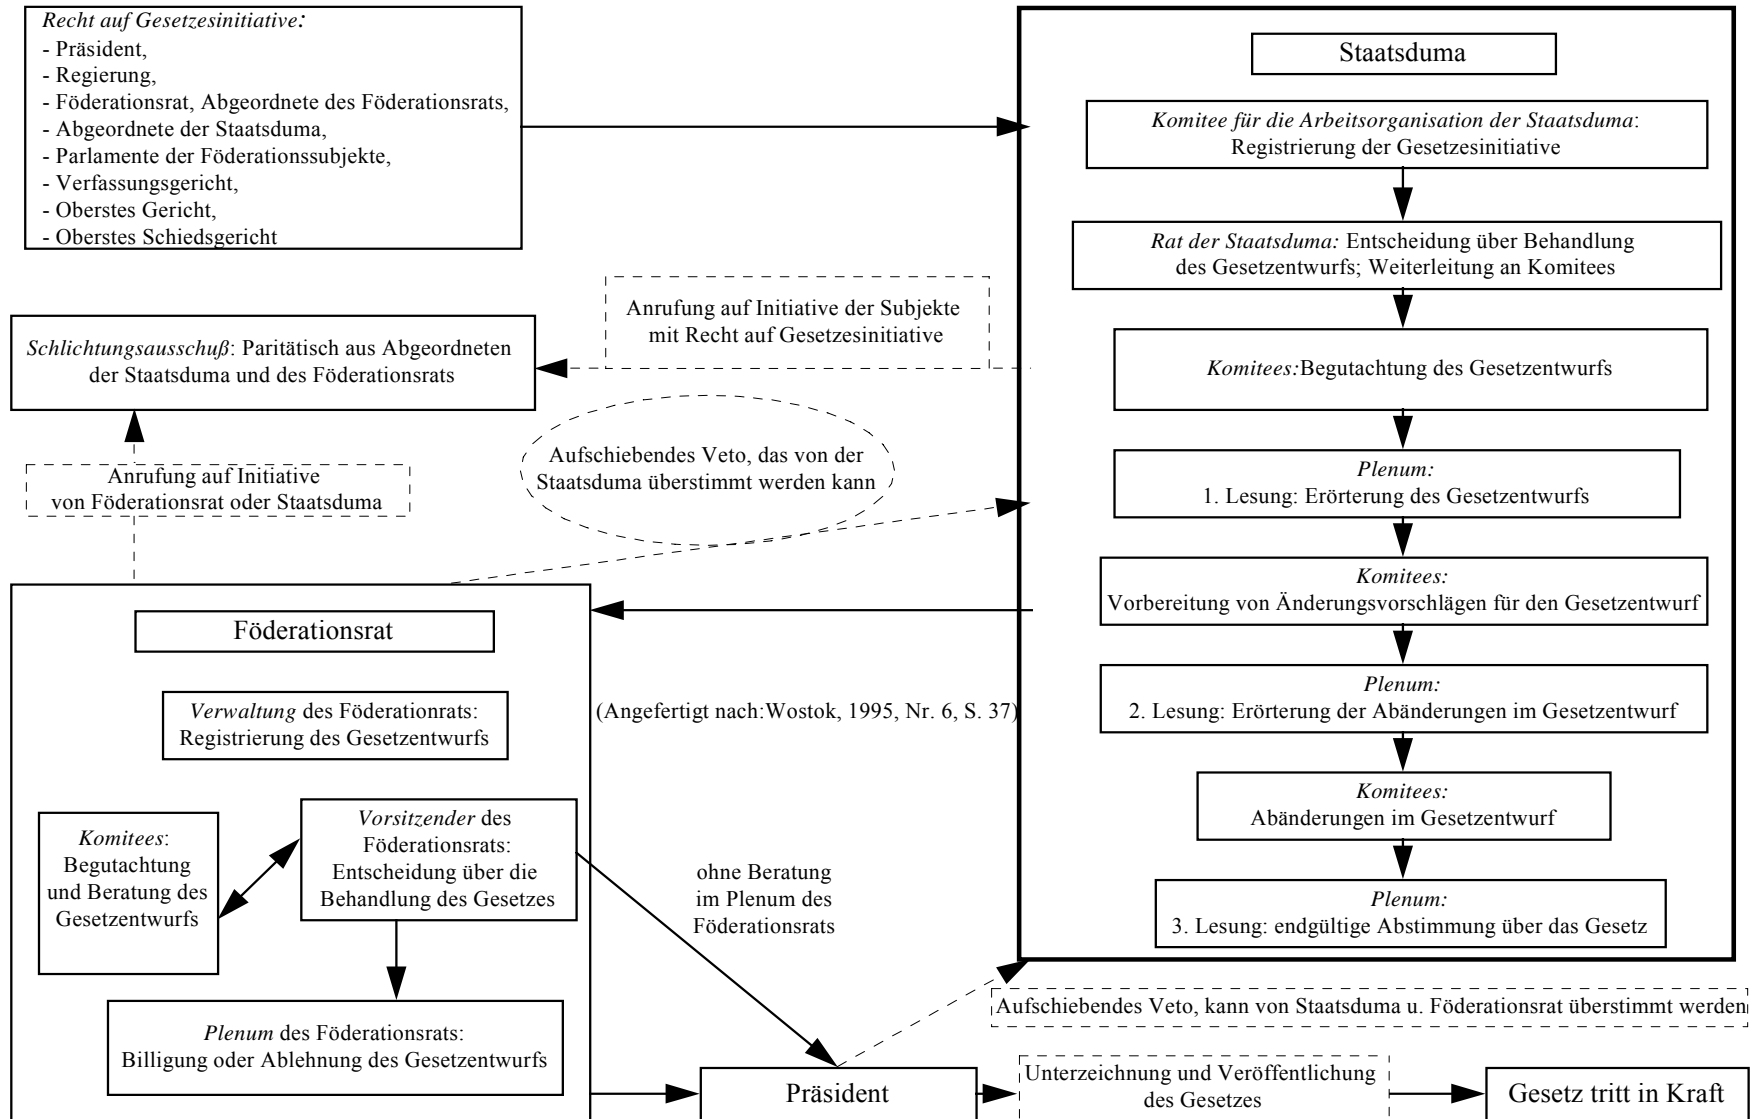 Recht auf Gesetzesinitiative:
- Präsident,
- Regierung,
- Föderationsrat, Abgeordnete des Föderationsrats,
- Abgeordnete der Staatsduma,
- Parlamente der Föderationssubjekte,
- Verfassungsgericht,
- Oberstes Gericht,
- Oberstes Schiedsgericht
Staatsduma
Komitee für die Arbeitsorganisation der Staatsduma:
Registrierung der Gesetzesinitiative
Rat der Staatsduma: Entscheidung über Behandlung
des Gesetzentwurfs; Weiterleitung an Komitees
Komitees:Begutachtung des Gesetzentwurfs
Plenum:
1. Lesung: Erörterung des Gesetzentwurfs
Komitees:
Vorbereitung von Änderungsvorschlägen für den Gesetzentwurf
Plenum:
2. Lesung: Erörterung der Abänderungen im Gesetzentwurf
Komitees:
Abänderungen im Gesetzentwurf
Plenum:
3. Lesung: endgültige Abstimmung über das Gesetz
Anrufung auf Initiative der Subjekte
mit Recht auf Gesetzesinitiative
Schlichtungsausschuß: Paritätisch aus Abgeordneten
der Staatsduma und des Föderationsrats
Aufschiebendes Veto, das von der
Staatsduma überstimmt werden kann
Anrufung auf Initiative
von Föderationsrat oder Staatsduma
Föderationsrat
Verwaltung des Föderationrats:
Registrierung des Gesetzentwurfs
(Angefertigt nach:Wostok, 1995, Nr. 6, S. 37)
Komitees:
Begutachtung
und Beratung des
Gesetzentwurfs
Vorsitzender des
Föderationsrats:
Entscheidung über die
Behandlung des Gesetzes
ohne Beratung
im Plenum des
Föderationsrats
Plenum des Föderationsrats:
Billigung oder Ablehnung des Gesetzentwurfs
Aufschiebendes Veto, kann von Staatsduma u. Föderationsrat überstimmt werden
Präsident
Unterzeichnung und Veröffentlichung
des Gesetzes
Gesetz tritt in Kraft